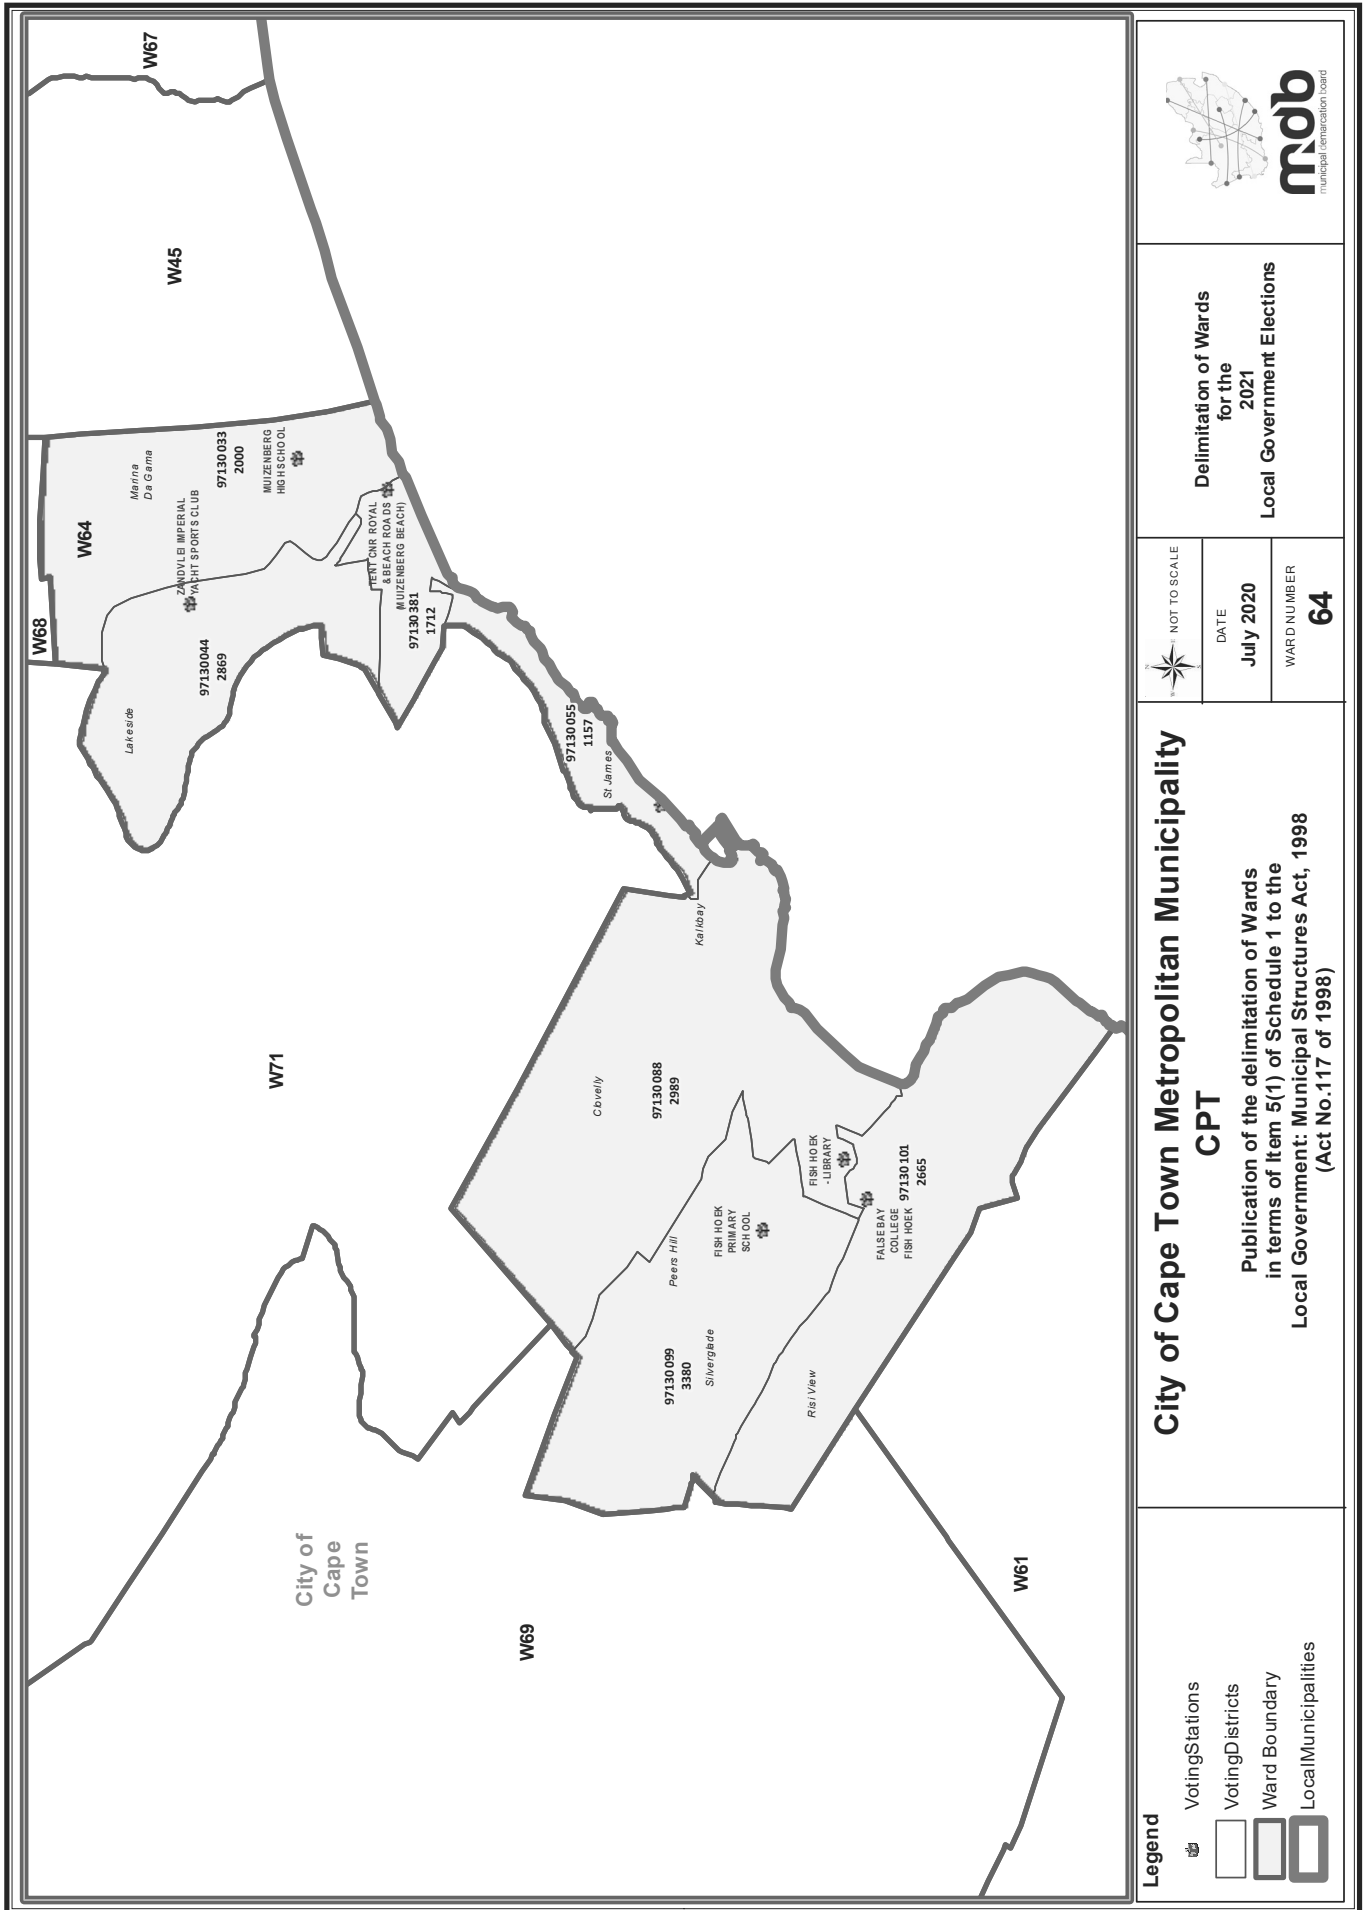 W67
W45
W68
W64
W71
W69
W61
City of
Cape
Town
Marina
Da Gama
97130033
2000
MUIZENBERG
HIGH SCHOOL
ZANDVLEI IMPERIAL
YACHT SPORTS CLUB
TENT CNR ROYAL
& BEACH ROADS
(MUIZENBERG BEACH)
97130381
1712
97130044
2869
Lakeside
97130055
1157
St James
Kalkbay
Clovelly
97130088
2989
FISH HOEK
- LIBRARY
97130101
2665
FALSE BAY
COLLEGE
FISH HOEK
FISH HOEK
PRIMARY
SCHOOL
Peers Hill
97130099
3380
Silverglade
Risi View
Legend
VotingStations
VotingDistricts
Ward Boundary
LocalMunicipalities
City of Cape Town Metropolitan Municipality
CPT
Publication of the delimitation of Wards
in terms of Item 5(1) of Schedule 1 to the
Local Government: Municipal Structures Act, 1998
(Act No.117 of 1998)
N
E
S
W
NOT TO SCALE
DATE
July 2020
WARD NUMBER
64
Delimitation of Wards
for the
2021
Local Government Elections
mdb
municipal demarcation board